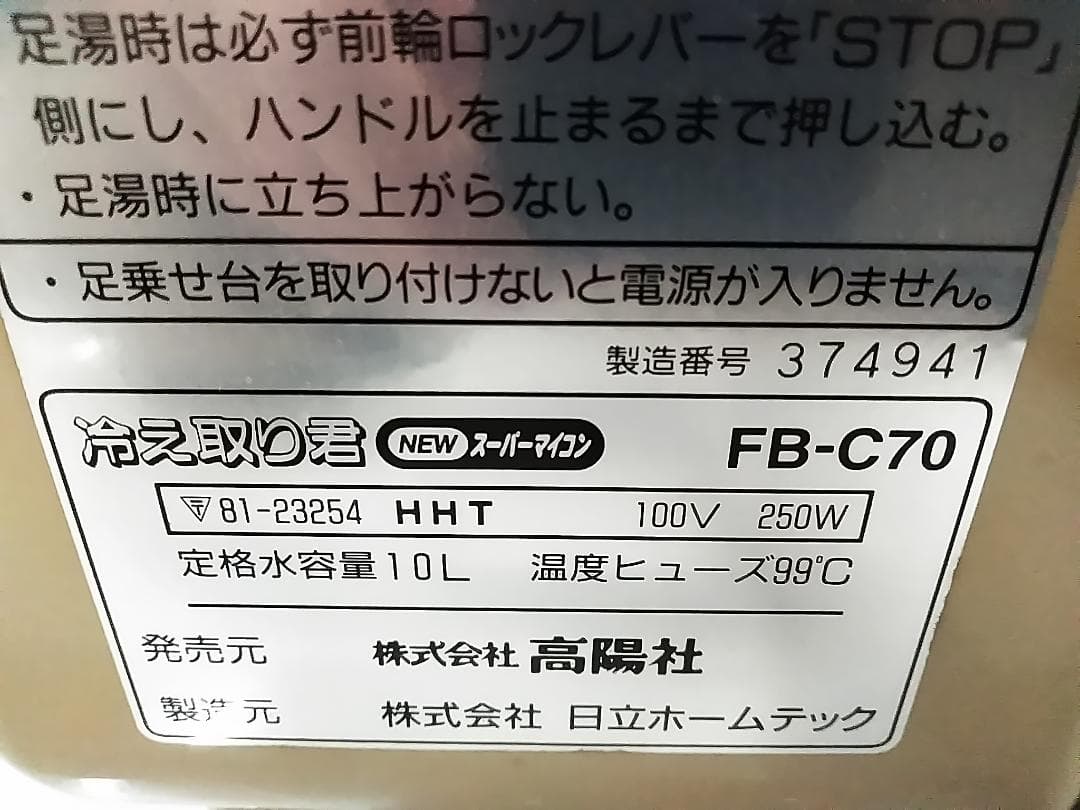 足湯時は必ず前輪ロックレバーを「STOP」
側にし、ハンドルを止まるまで押し込む。
・足湯時に立ち上がらない。
・足乗せ台を取り付けないと電源が入りません。
製造番号 374941
冷え取り君 NEW スーパーマイコン FB-C70
〒 81-23254 HHT 100V 250W
定格水容量10L 温度ヒューズ99℃
発売元 株式会社 高陽社
製造元 株式会社 日立ホームテック